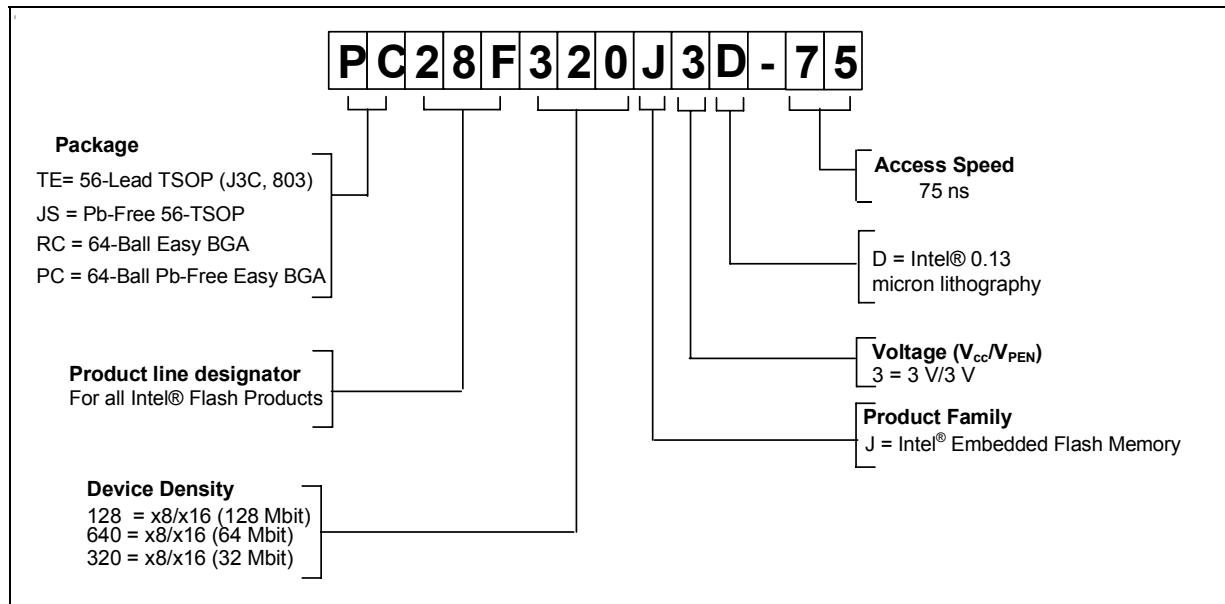 PC28F320J3D-75
Package
TE= 56-Lead TSOP (J3C, 803)
JS = Pb-Free 56-TSOP
RC = 64-Ball Easy BGA
PC = 64-Ball Pb-Free Easy BGA
Product line designator
For all Intel® Flash Products
Device Density
128 = x8/x16 (128 Mbit)
640 = x8/x16 (64 Mbit)
320 = x8/x16 (32 Mbit)
Access Speed
75 ns
D = Intel® 0.13
micron lithography
Voltage (Vcc/VPEN)
3 = 3 V/3 V
Product Family
J = Intel® Embedded Flash Memory